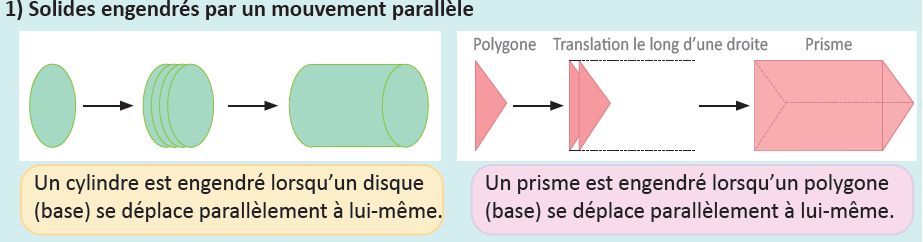 1) Solides engendrés par un mouvement parallèle
Polygone
Translation le long d'une droite
Prisme
Un cylindre est engendré lorsqu'un disque
(base) se déplace parallèlement à lui-même.
Un prisme est engendré lorsqu'un polygone
(base) se déplace parallèlement à lui-même.